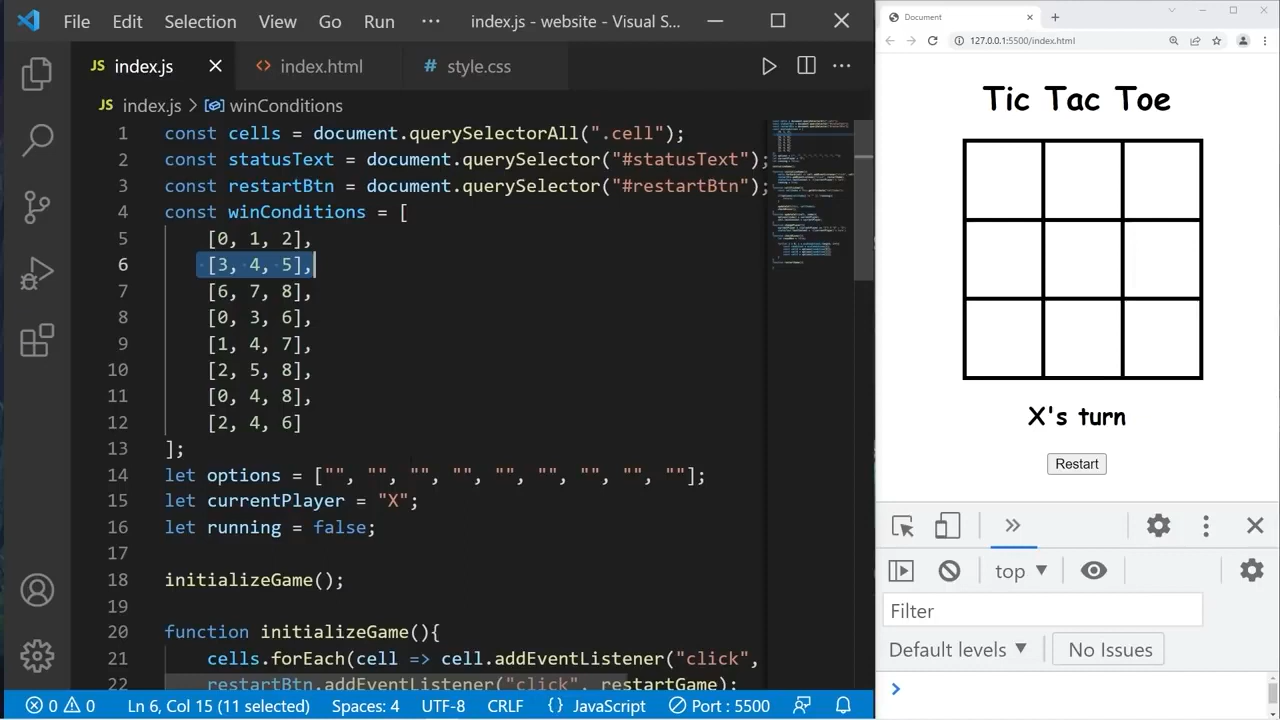 File Edit Selection View Go Run ··· index.js - website - Visual S...
JS index.js <> index.html # style.css ···
JS index.js > winConditions
1 const cells = document.querySelectorAll(".cell");
2 const statusText = document.querySelector("#statusText");
3 const restartBtn = document.querySelector("#restartBtn");
4 const winConditions = [
5 [0, 1, 2],
6 [3, 4, 5],
7 [6, 7, 8],
8 [0, 3, 6],
9 [1, 4, 7],
10 [2, 5, 8],
11 [0, 4, 8],
12 [2, 4, 6]
13 ];
14 let options = ["", "", "", "", "", "", "", "", ""];
15 let currentPlayer = "X";
16 let running = false;
17
18 initializeGame();
19
20 function initializeGame(){
21 cells.forEach(cell => cell.addEventListener("click",
22 restartBtn.addEventListener("click", restartGame);
0 0 Ln 6, Col 15 (11 selected) Spaces: 4 UTF-8 CRLF {} JavaScript Port : 5500
Document
127.0.0.1:5500/index.html
Tic Tac Toe
X's turn
Restart
top
Filter
Default levels No Issues